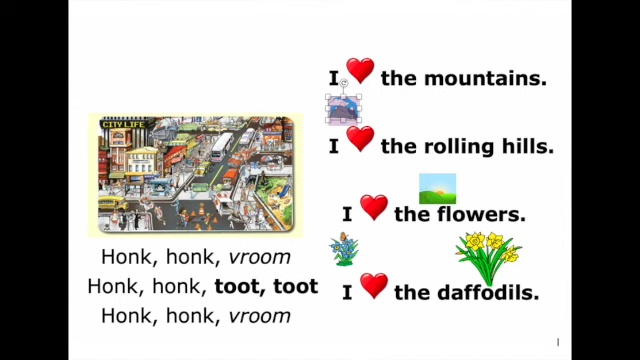 CITY LIFE
Honk, honk, vroom
Honk, honk, toot, toot
Honk, honk, vroom
I the mountains.
I the rolling hills.
I the flowers.
I the daffodils.